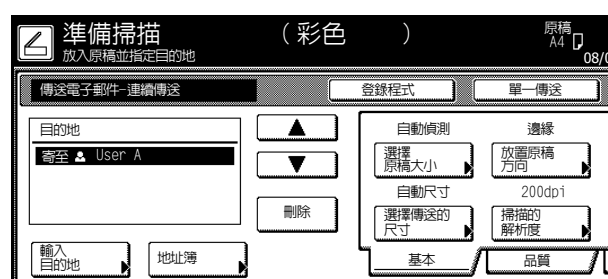 準備掃描 （彩色 ）
放入原稿並指定目的地
原稿
A4
08/0
傳送電子郵件-連續傳送
登錄程式
單一傳送
目的地
寄至 User A
刪除
輸入
目的地
地址簿
自動偵測
選擇
原稿大小
邊緣
放置原稿
方向
自動尺寸
選擇傳送的
尺寸
200dpi
掃描的
解析度
基本
品質